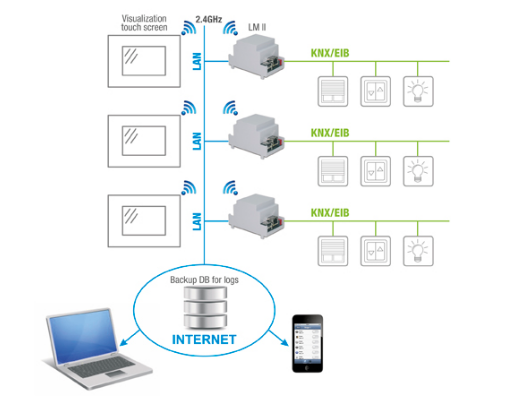 Visualization
touch screen
2.4GHz
LM II
LAN
KNX/EIB
LAN
KNX/EIB
LAN
KNX/EIB
Backup DB for logs
INTERNET